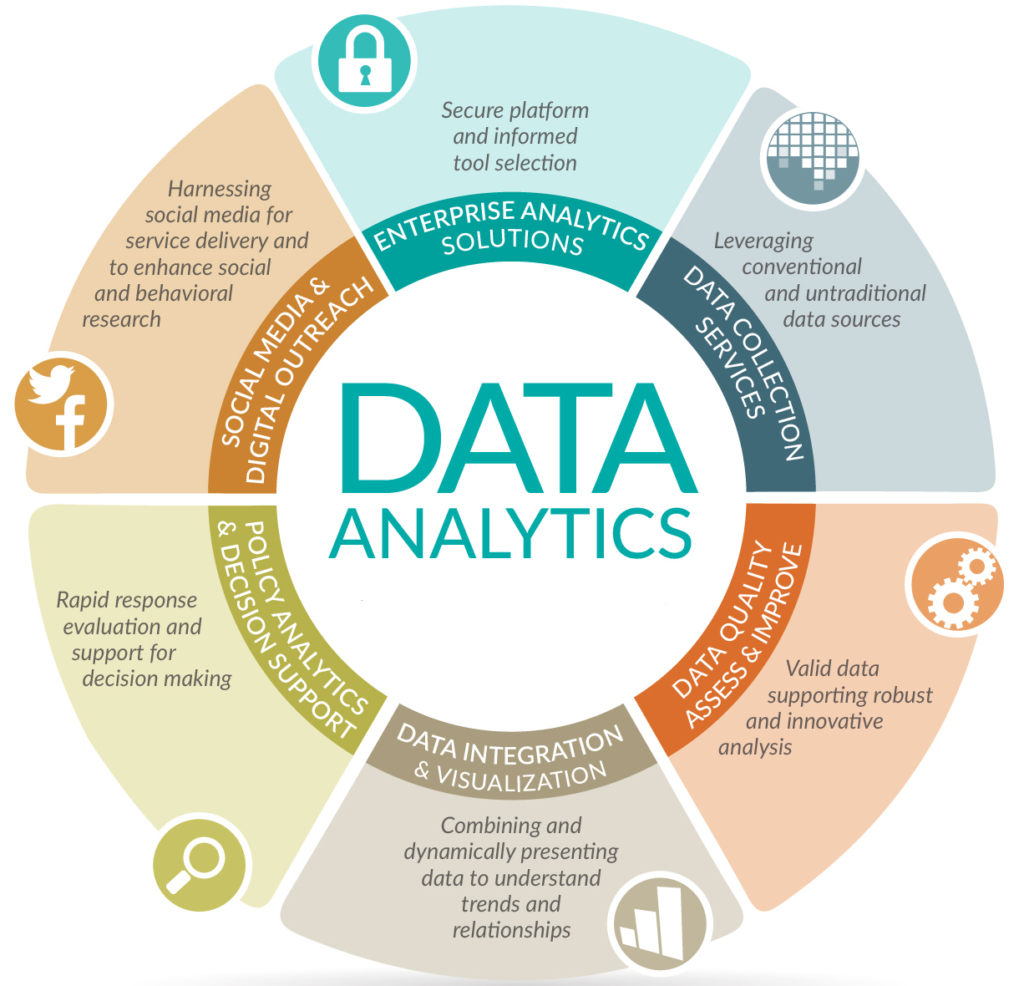 DATA
ANALYTICS
ENTERPRISE ANALYTICS
SOLUTIONS
Secure platform
and informed
tool selection
DATA COLLECTION
SERVICES
Leveraging
conventional
and untraditional
data sources
DATA QUALITY
ASSESS & IMPROVE
Valid data
supporting robust
and innovative
analysis
DATA INTEGRATION
& VISUALIZATION
Combining and
dynamically presenting
data to understand
trends and
relationships
POLICY ANALYTICS
& DECISION SUPPORT
Rapid response
evaluation and
support for
decision making
SOCIAL MEDIA &
DIGITAL OUTREACH
Harnessing
social media for
service delivery and
to enhance social
and behavioral
research